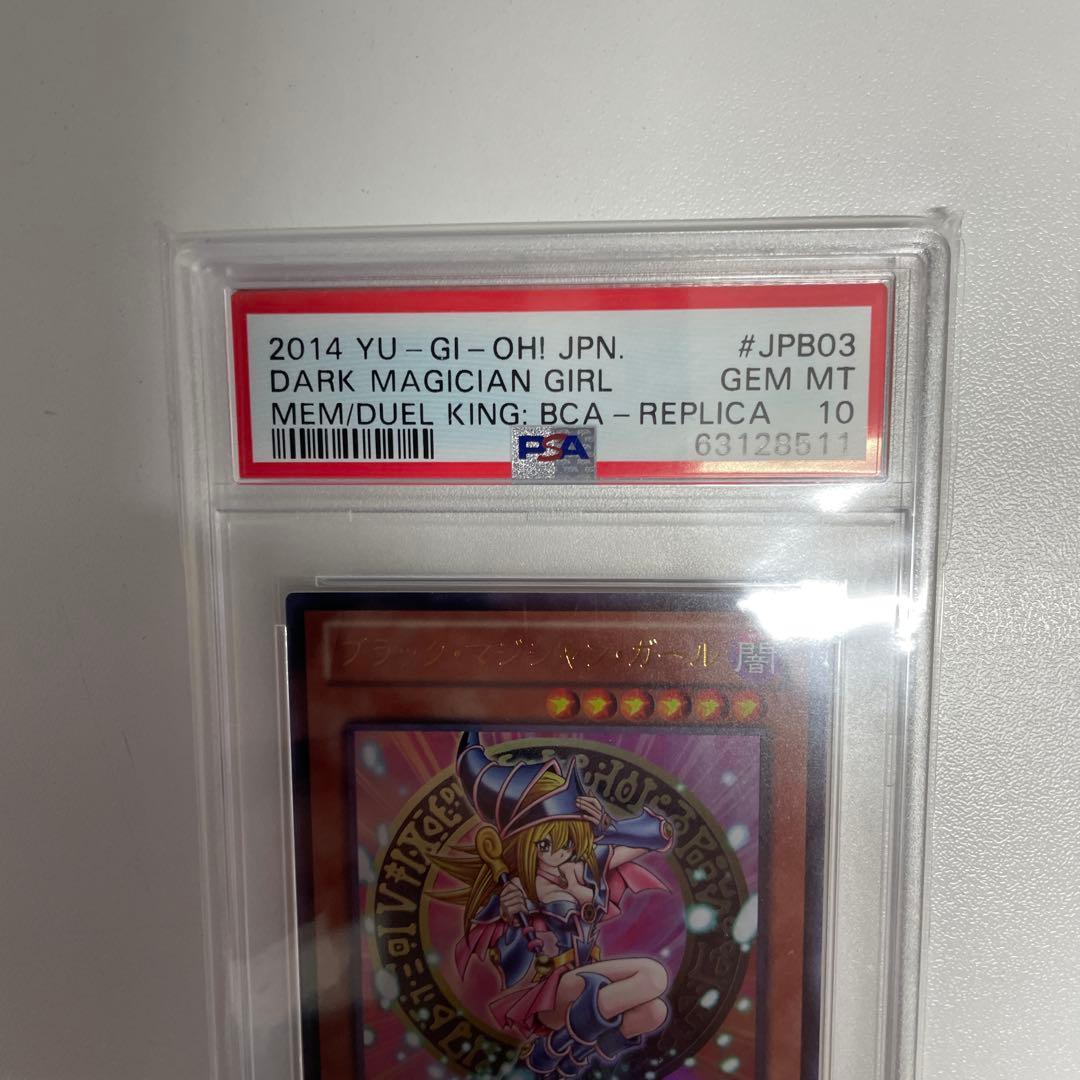 2014 YU-GI-OH! JPN. #JPB03
DARK MAGICIAN GIRL GEM MT
MEM/DUEL KING: BCA-REPLICA 10
PSA 63128511
ブラック・マジシャン・ガール 闇